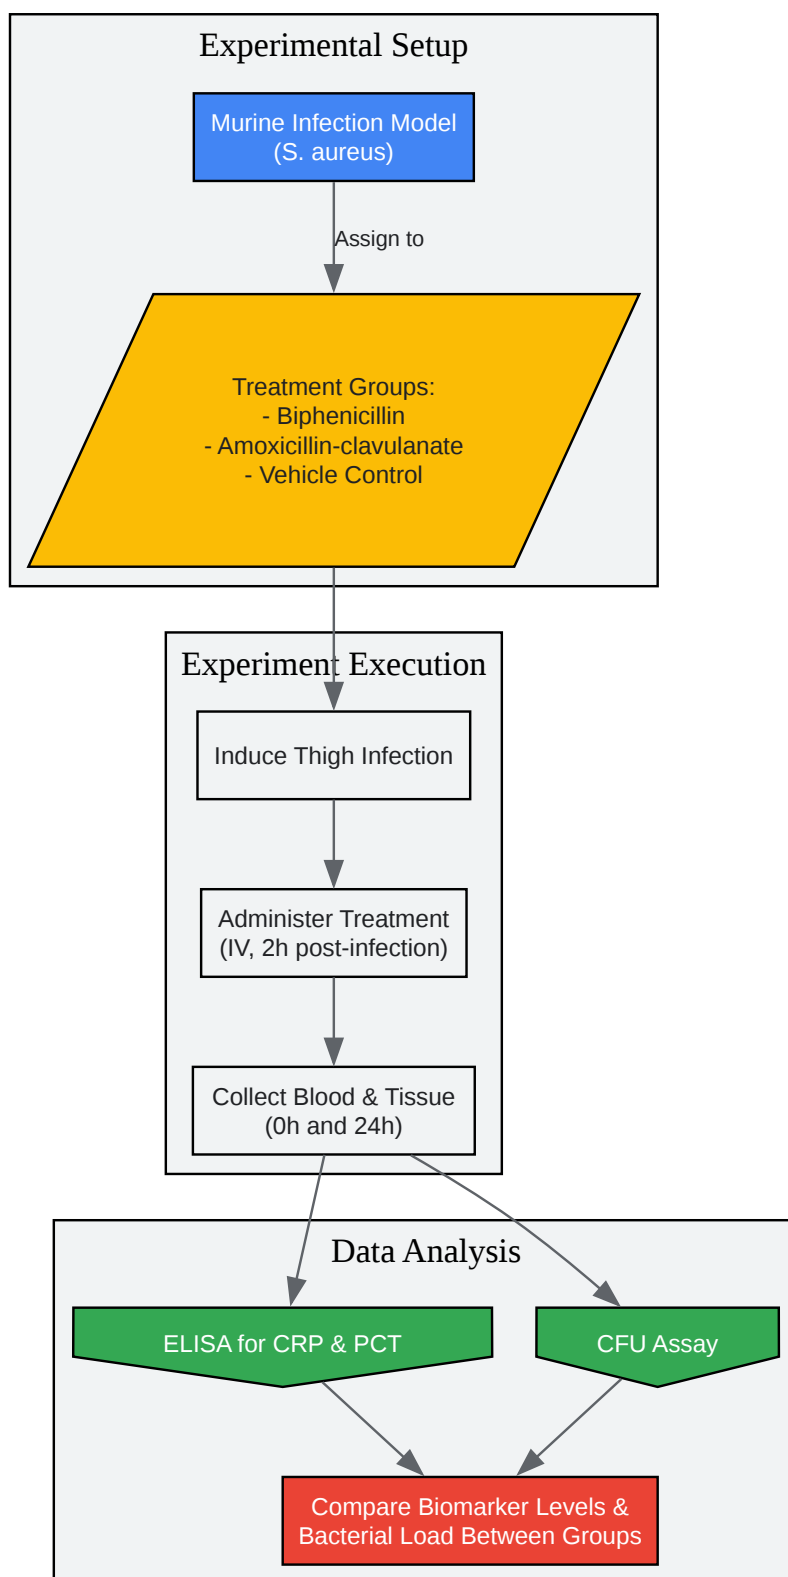 Experimental Setup
Murine Infection Model
(S. aureus)
Assign to
Treatment Groups:
- Biphenicillin
- Amoxicillin-clavulanate
- Vehicle Control
Experiment Execution
Induce Thigh Infection
Administer Treatment
(IV, 2h post-infection)
Collect Blood & Tissue
(0h and 24h)
Data Analysis
ELISA for CRP & PCT
CFU Assay
Compare Biomarker Levels &
Bacterial Load Between Groups